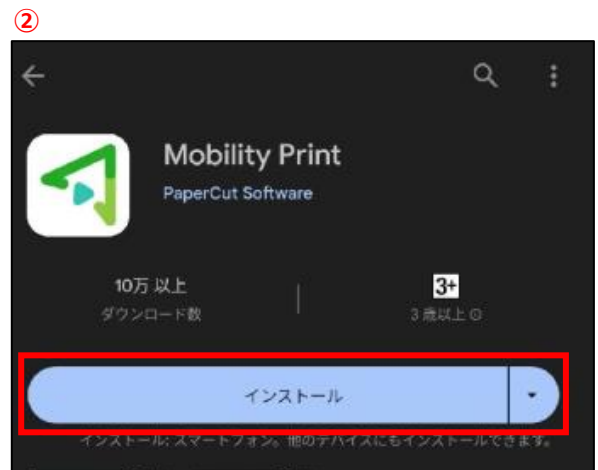 ②
Mobility Print
PaperCut Software
10万 以上
ダウンロード数
3+
3 歳以上
インストール
インストール: スマートフォン。他のデバイスにもインストールできます。